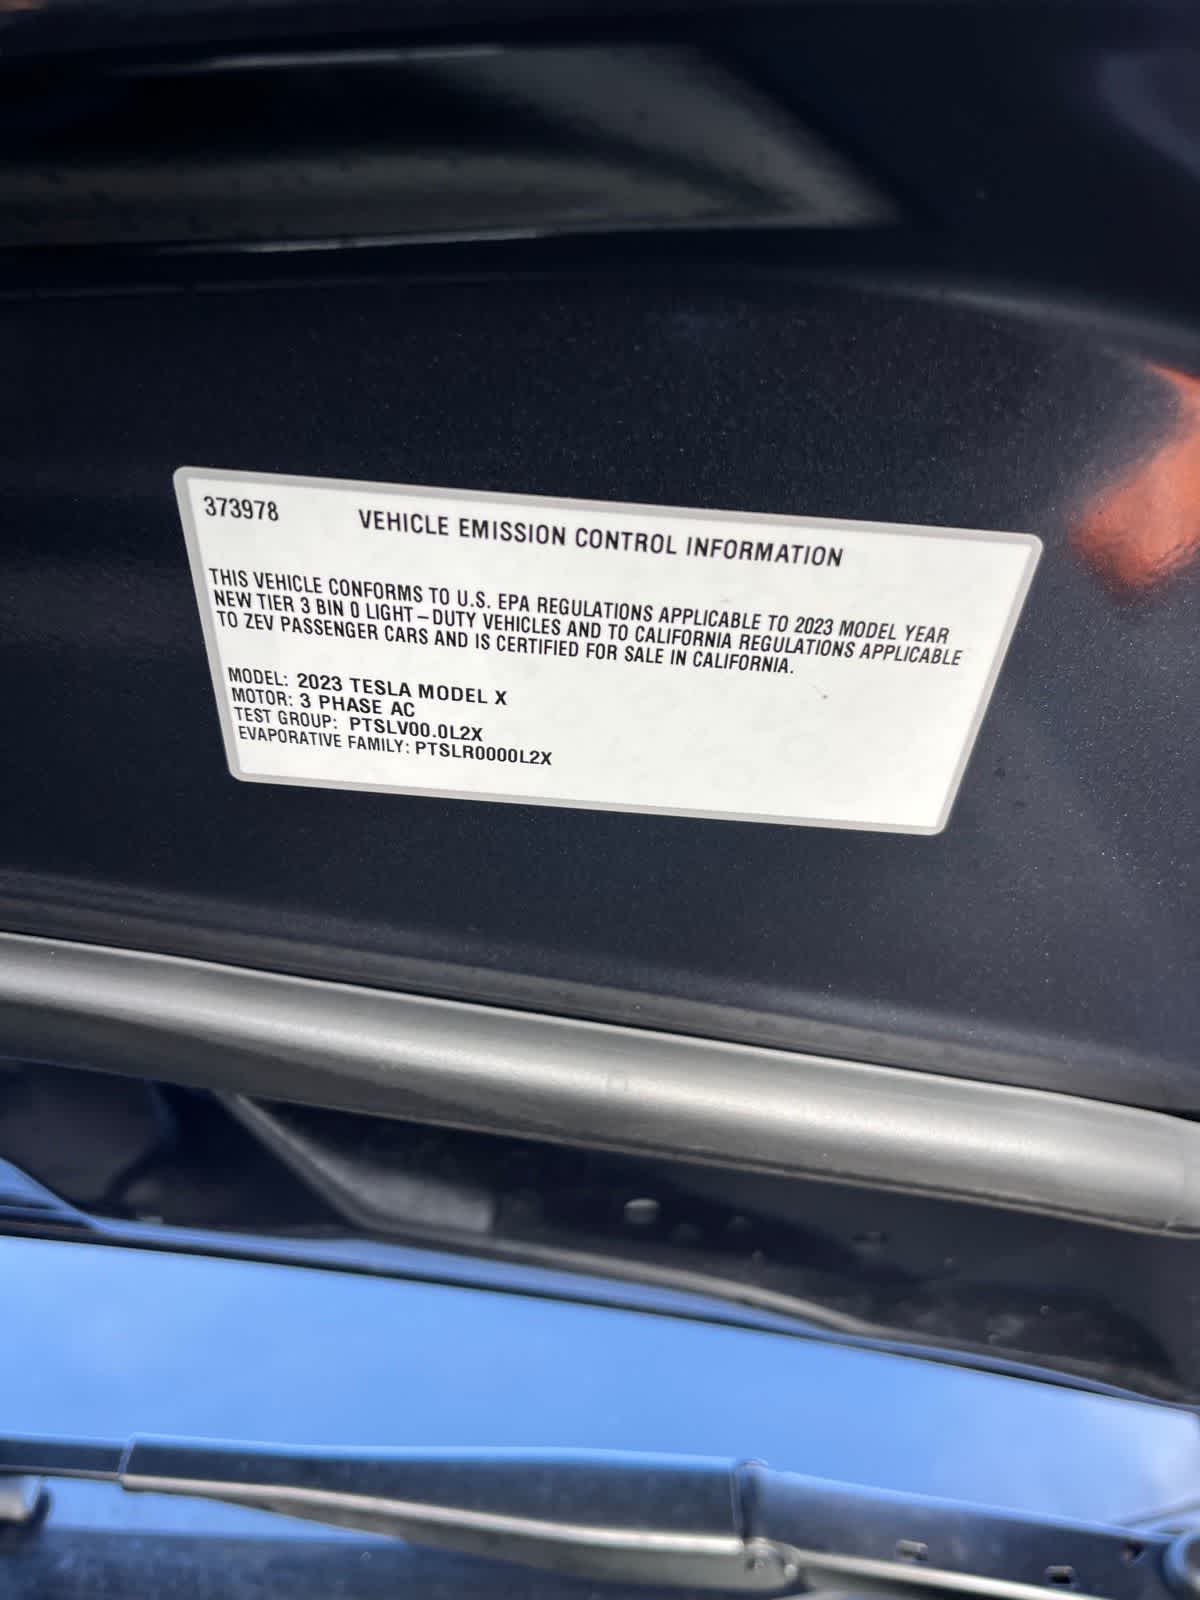 373978
VEHICLE EMISSION CONTROL INFORMATION
THIS VEHICLE CONFORMS TO U.S. EPA REGULATIONS APPLICABLE TO 2023 MODEL YEAR
NEW TIER 3 BIN 0 LIGHT–DUTY VEHICLES AND TO CALIFORNIA REGULATIONS APPLICABLE
TO ZEV PASSENGER CARS AND IS CERTIFIED FOR SALE IN CALIFORNIA.
MODEL: 2023 TESLA MODEL X
MOTOR: 3 PHASE AC
TEST GROUP: PTSLV00.0L2X
EVAPORATIVE FAMILY: PTSLR0000L2X